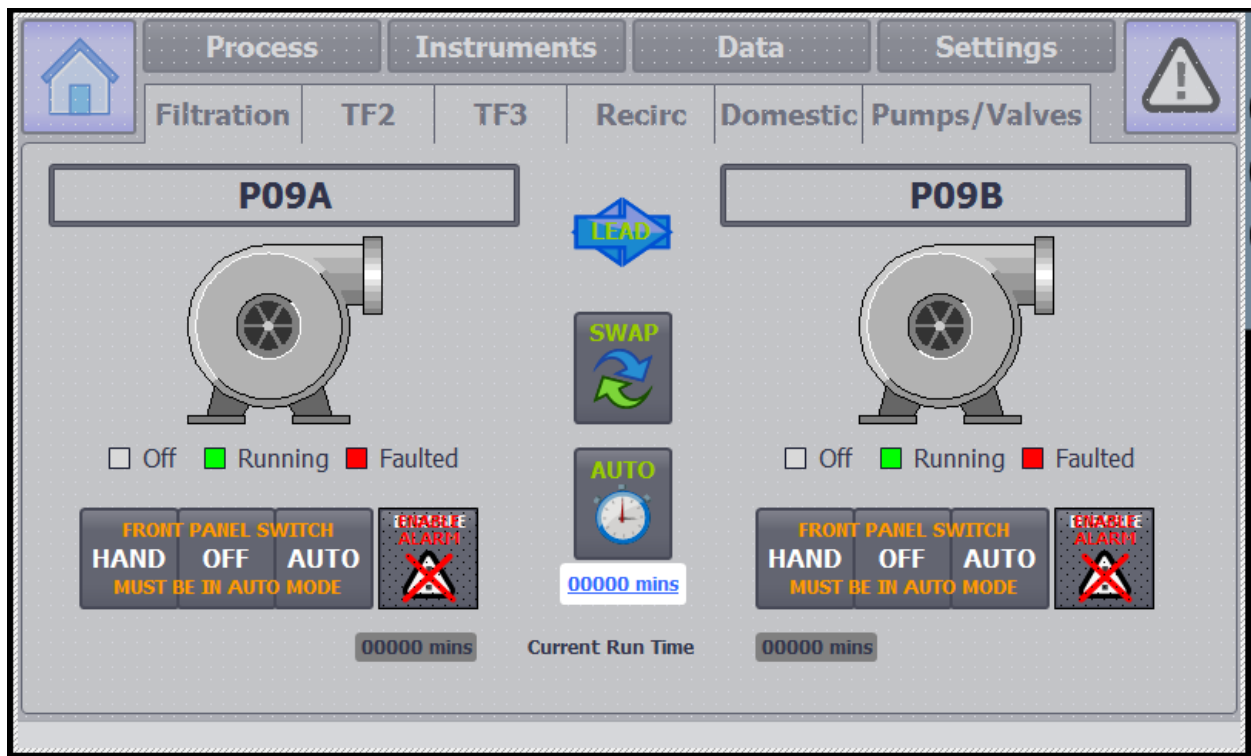 Process Instruments Data Settings
Filtration TF2 TF3 Recirc Domestic Pumps/Valves
P09A
P09B
LEAD
SWAP
Off Running Faulted
AUTO
Off Running Faulted
FRONT PANEL SWITCH
HAND OFF AUTO
MUST BE IN AUTO MODE
ENABLE
ALARM
00000 mins
FRONT PANEL SWITCH
HAND OFF AUTO
MUST BE IN AUTO MODE
ENABLE
ALARM
00000 mins
Current Run Time
00000 mins